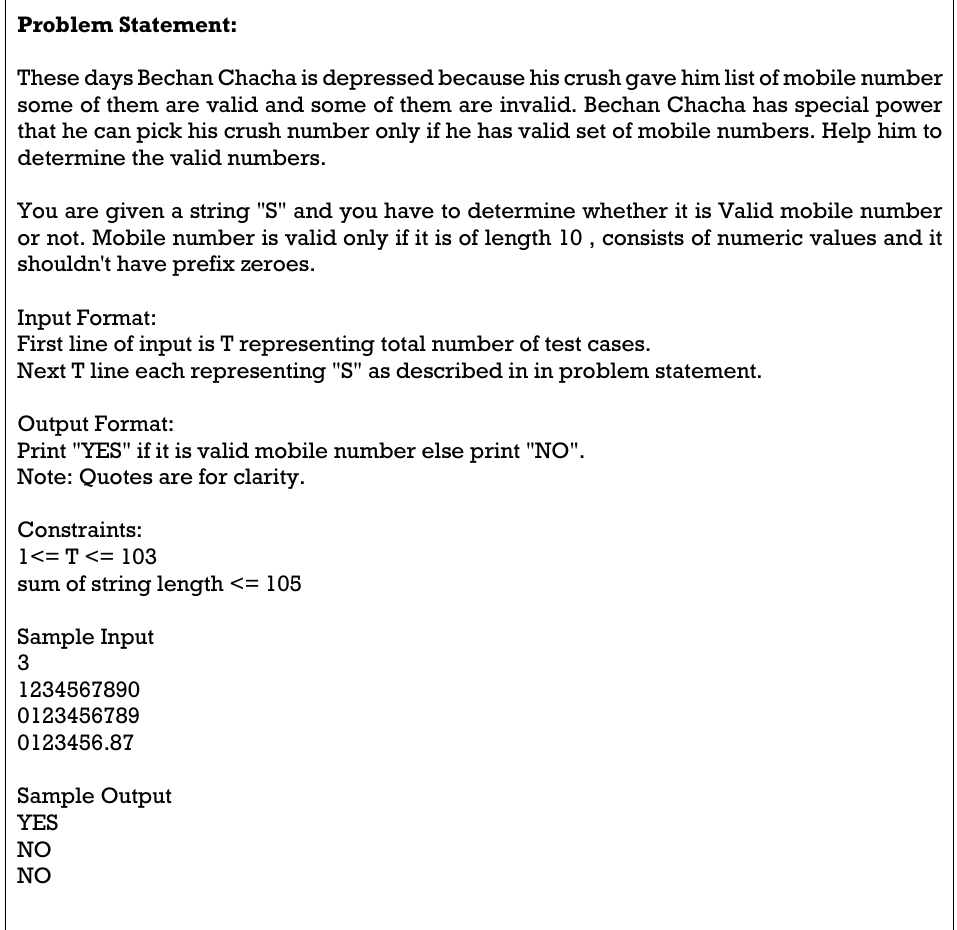 Problem Statement:
These days Bechan Chacha is depressed because his crush gave him list of mobile number
some of them are valid and some of them are invalid. Bechan Chacha has special power
that he can pick his crush number only if he has valid set of mobile numbers. Help him to
determine the valid numbers.
You are given a string "S" and you have to determine whether it is Valid mobile number
or not. Mobile number is valid only if it is of length 10 , consists of numeric values and it
shouldn't have prefix zeroes.
Input Format:
First line of input is T representing total number of test cases.
Next T line each representing "S" as described in in problem statement.
Output Format:
Print "YES" if it is valid mobile number else print "NO".
Note: Quotes are for clarity.
Constraints:
1<= T <= 103
sum of string length <= 105
Sample Input
3
1234567890
0123456789
0123456.87
Sample Output
YES
NO
NO